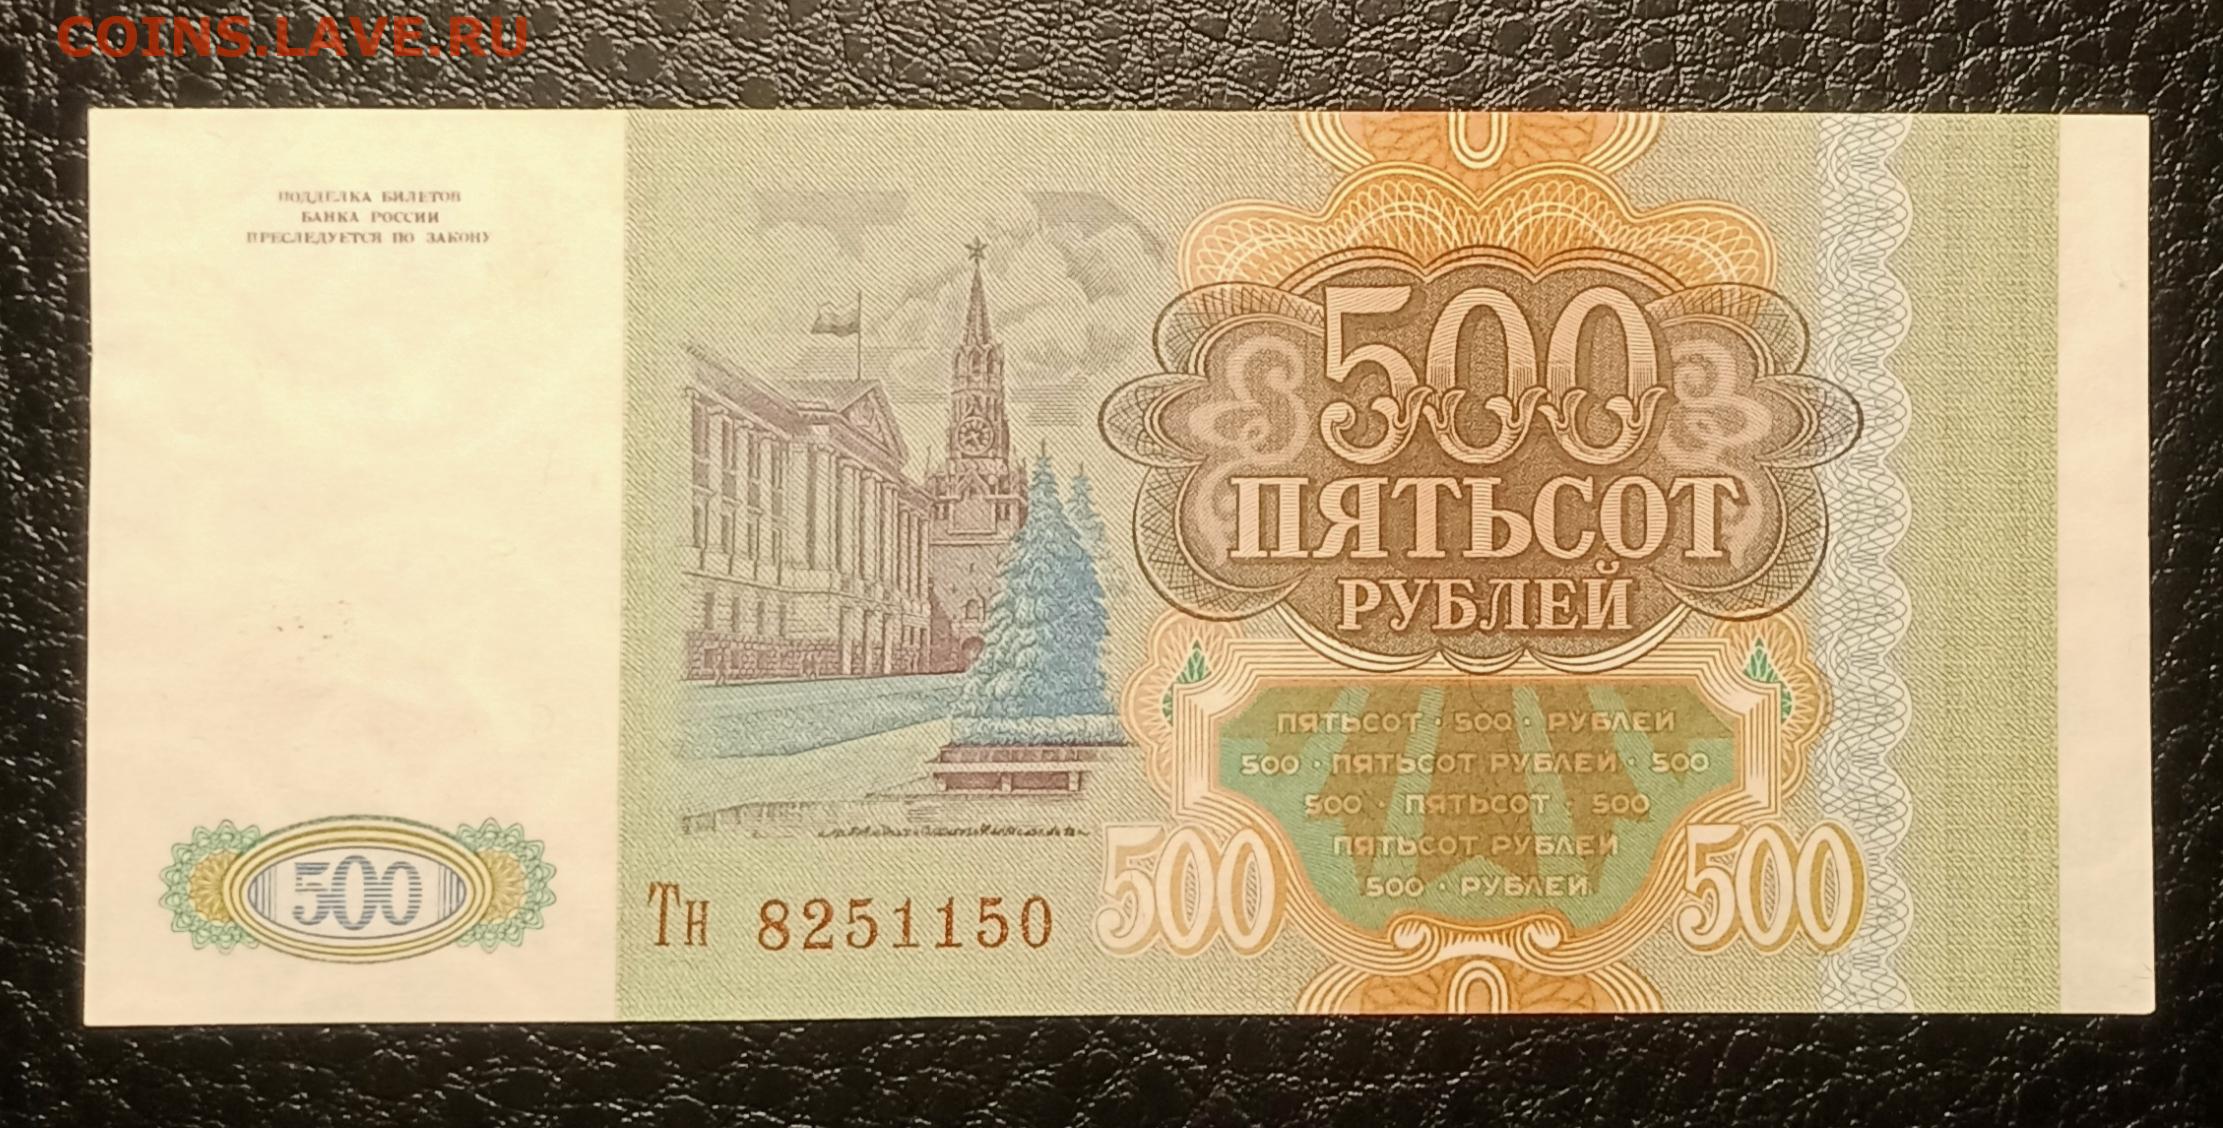 COINS.LAVE.RU
ПОДДЕЛКА БИЛЕТОВ
БАНКА РОССИИ
ПРЕСЛЕДУЕТСЯ ПО ЗАКОНУ
500
ПЯТЬСОТ
РУБЛЕЙ
ПЯТЬСОТ · 500 · РУБЛЕЙ
500 · ПЯТЬСОТ РУБЛЕЙ · 500
500 · ПЯТЬСОТ · 500
ПЯТЬСОТ РУБЛЕЙ
500 · РУБЛЕЙ
500 500
500
Тн 8251150